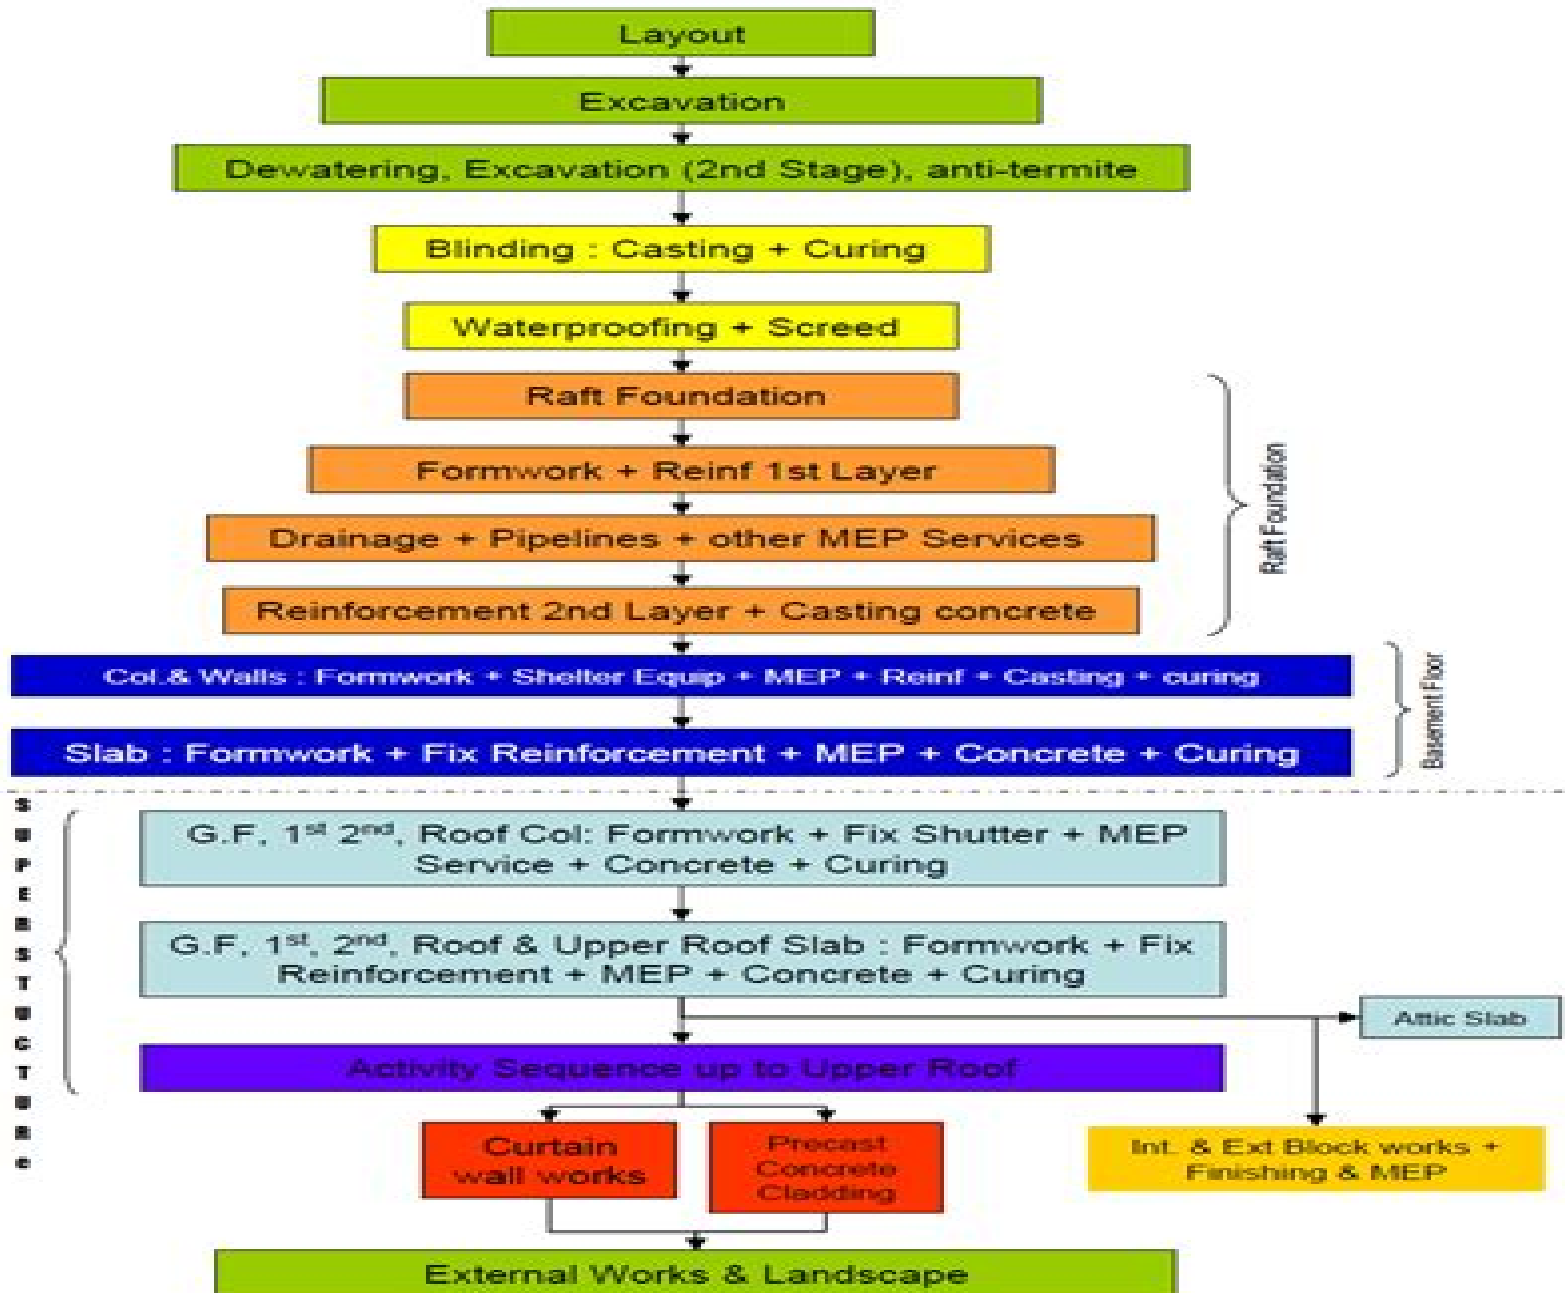 Layout
Excavation
Dewatering, Excavation (2nd Stage), anti-termite
Blinding : Casting + Curing
Waterproofing + Screed
Raft Foundation
Formwork + Reinf 1st Layer
Drainage + Pipelines + other MEP Services
Reinforcement 2nd Layer + Casting concrete
Raft Foundation
Col.& Walls : Formwork + Shelter Equip + MEP + Reinf + Casting + curing
Slab : Formwork + Fix Reinforcement + MEP + Concrete + Curing
Basement Floor
SUPERSTUCTURe
G.F, 1st 2nd, Roof Col: Formwork + Fix Shutter + MEP
Service + Concrete + Curing
G.F, 1st, 2nd, Roof & Upper Roof Slab : Formwork + Fix
Reinforcement + MEP + Concrete + Curing
Attic Slab
Activity Sequence up to Upper Roof
Curtain
wall works
Precast
Concrete
Cladding
Int. & Ext Block works +
Finishing & MEP
External Works & Landscape